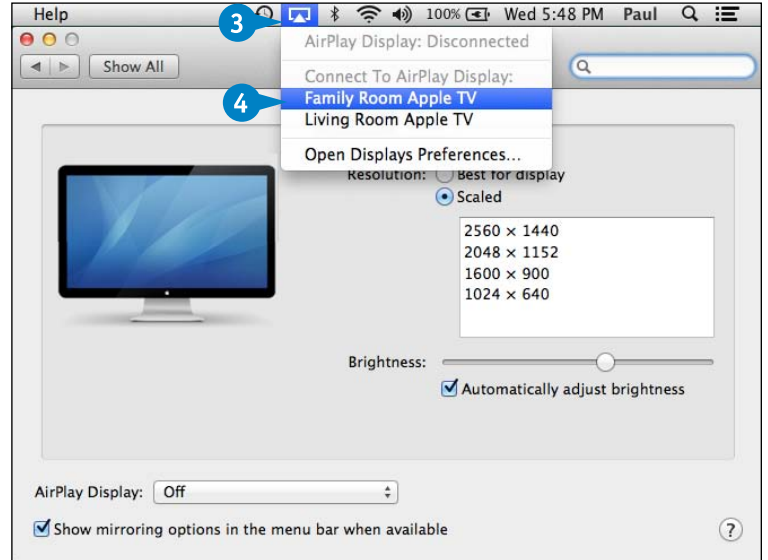 Help 3 100% Wed 5:48 PM Paul
AirPlay Display: Disconnected
Show All
Connect To AirPlay Display:
4 Family Room Apple TV
Living Room Apple TV
Open Displays Preferences...
Resolution: Best for display
Scaled
2560 × 1440
2048 × 1152
1600 × 900
1024 × 640
Brightness:
Automatically adjust brightness
AirPlay Display: Off
Show mirroring options in the menu bar when available
?